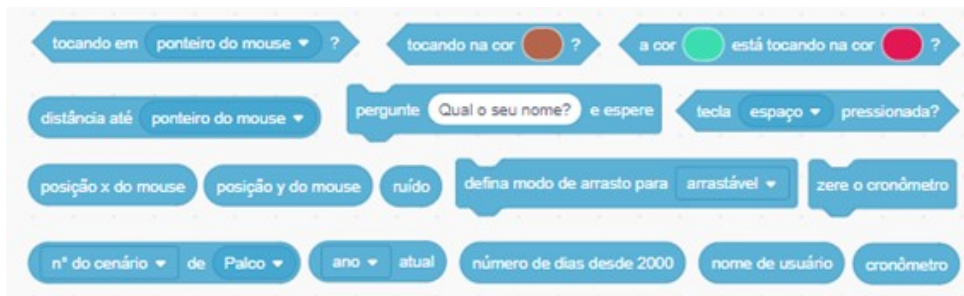 tocando em ponteiro do mouse ? tocando na cor ? a cor está tocando na cor ?
distância até ponteiro do mouse pergunte Qual o seu nome? e espere tecla espaço pressionada?
posição x do mouse posição y do mouse ruído defina modo de arrasto para arrastável zere o cronômetro
nº do cenário de Palco ano atual número de dias desde 2000 nome de usuário cronômetro